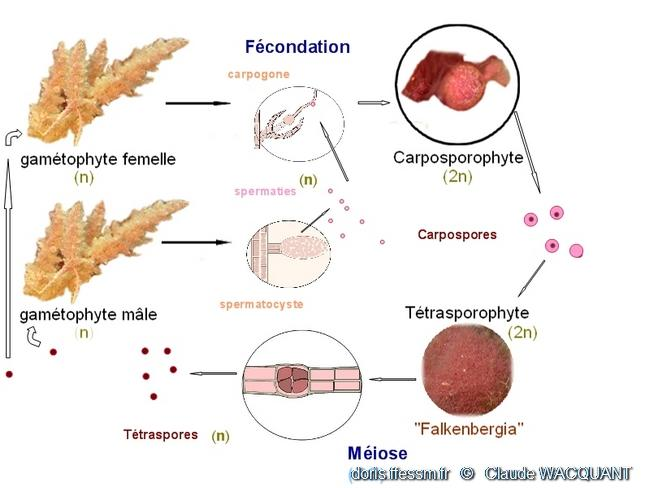 Fécondation
carpogone
gamétophyte femelle
(n)
(n)
Carposporophyte
(2n)
spermaties
Carpospores
gamétophyte mâle
(n)
spermatocyste
Tétrasporophyte
(2n)
"Falkenbergia"
Tétraspores (n)
Méiose
doris.ffessm.fr © Claude WACQUANT